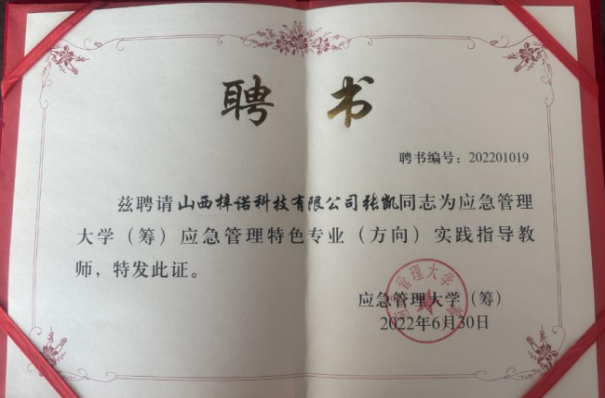 聘书
聘书编号：202201019
兹聘请山西梓诺科技有限公司张凯同志为应急管理
大学（筹）应急管理特色专业（方向）实践指导教
师，特发此证。
应急管理大学（筹）
2022年6月30日